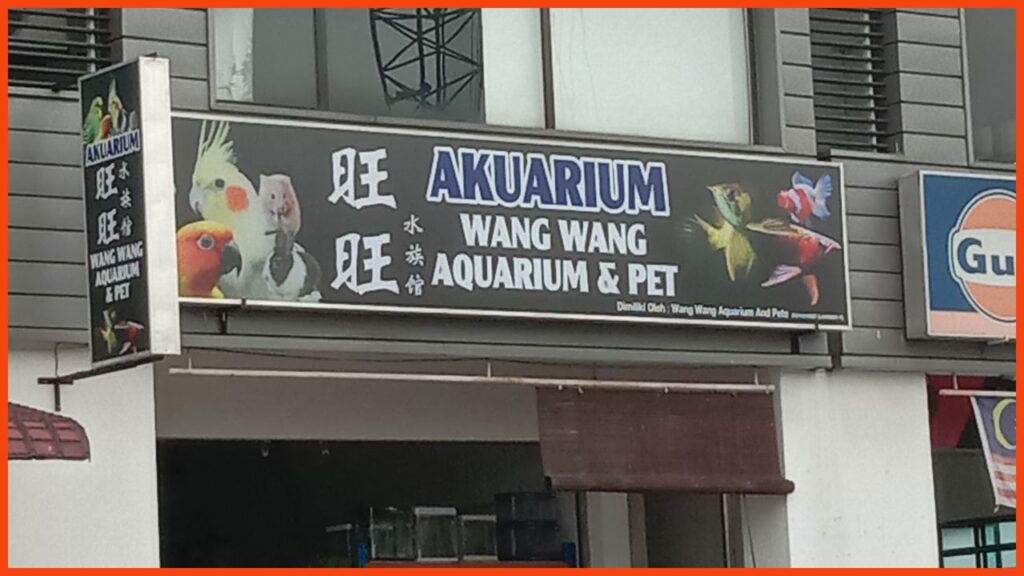 AKUARIUM
旺
旺
水族館
WANG WANG
AQUARIUM
& PET
旺
旺
水族館
AKUARIUM
WANG WANG
AQUARIUM & PET
Dimiliki Oleh : Wang Wang Aquarium And Pets
Gu